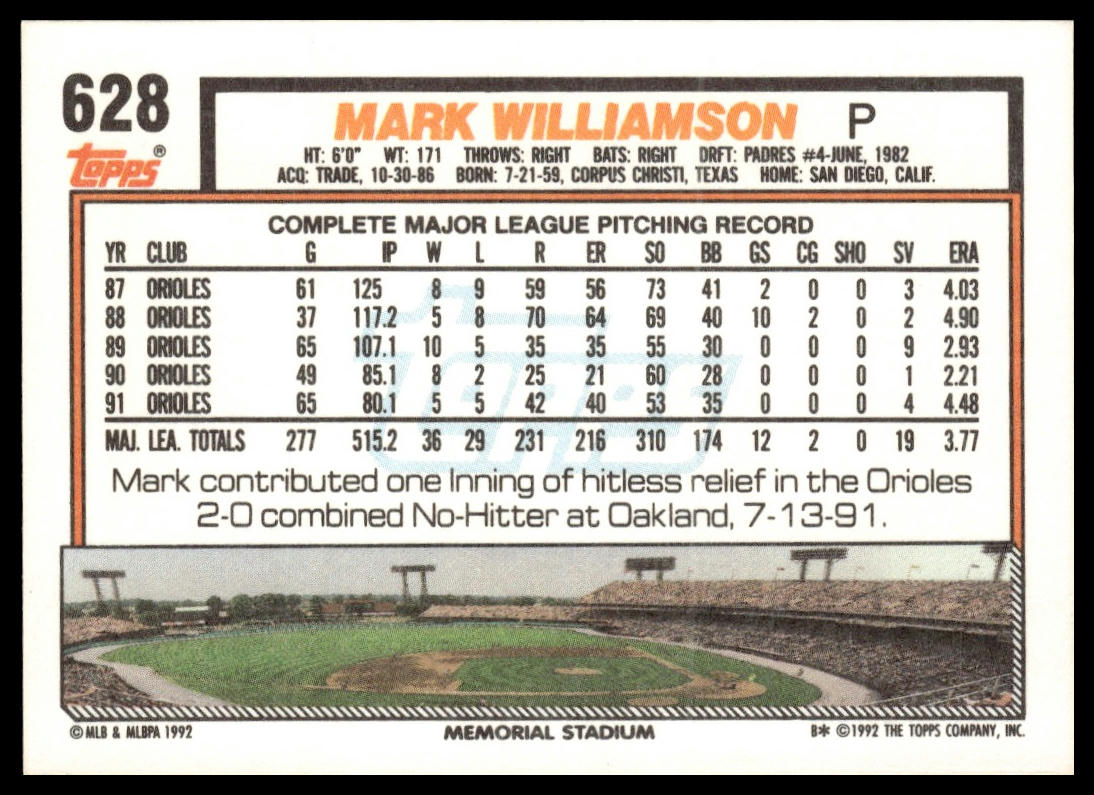 628
Topps®
MARK WILLIAMSON P
HT: 6'0" WT: 171 THROWS: RIGHT BATS: RIGHT DRFT: PADRES #4-JUNE, 1982
ACQ: TRADE, 10-30-86 BORN: 7-21-59, CORPUS CHRISTI, TEXAS HOME: SAN DIEGO, CALIF.
COMPLETE MAJOR LEAGUE PITCHING RECORD
YR CLUB G IP W L R ER SO BB GS CG SHO SV ERA
87 ORIOLES 61 125 8 9 59 56 73 41 2 0 0 3 4.03
88 ORIOLES 37 117.2 5 8 70 64 69 40 10 2 0 2 4.90
89 ORIOLES 65 107.1 10 5 35 35 55 30 0 0 0 9 2.93
90 ORIOLES 49 85.1 8 2 25 21 60 28 0 0 0 1 2.21
91 ORIOLES 65 80.1 5 5 42 40 53 35 0 0 0 4 4.48
MAJ. LEA. TOTALS 277 515.2 36 29 231 216 310 174 12 2 0 19 3.77
Topps
Mark contributed one Inning of hitless relief in the Orioles
2-0 combined No-Hitter at Oakland, 7-13-91.
© MLB & MLBPA 1992 MEMORIAL STADIUM B* ©1992 THE TOPPS COMPANY, INC.